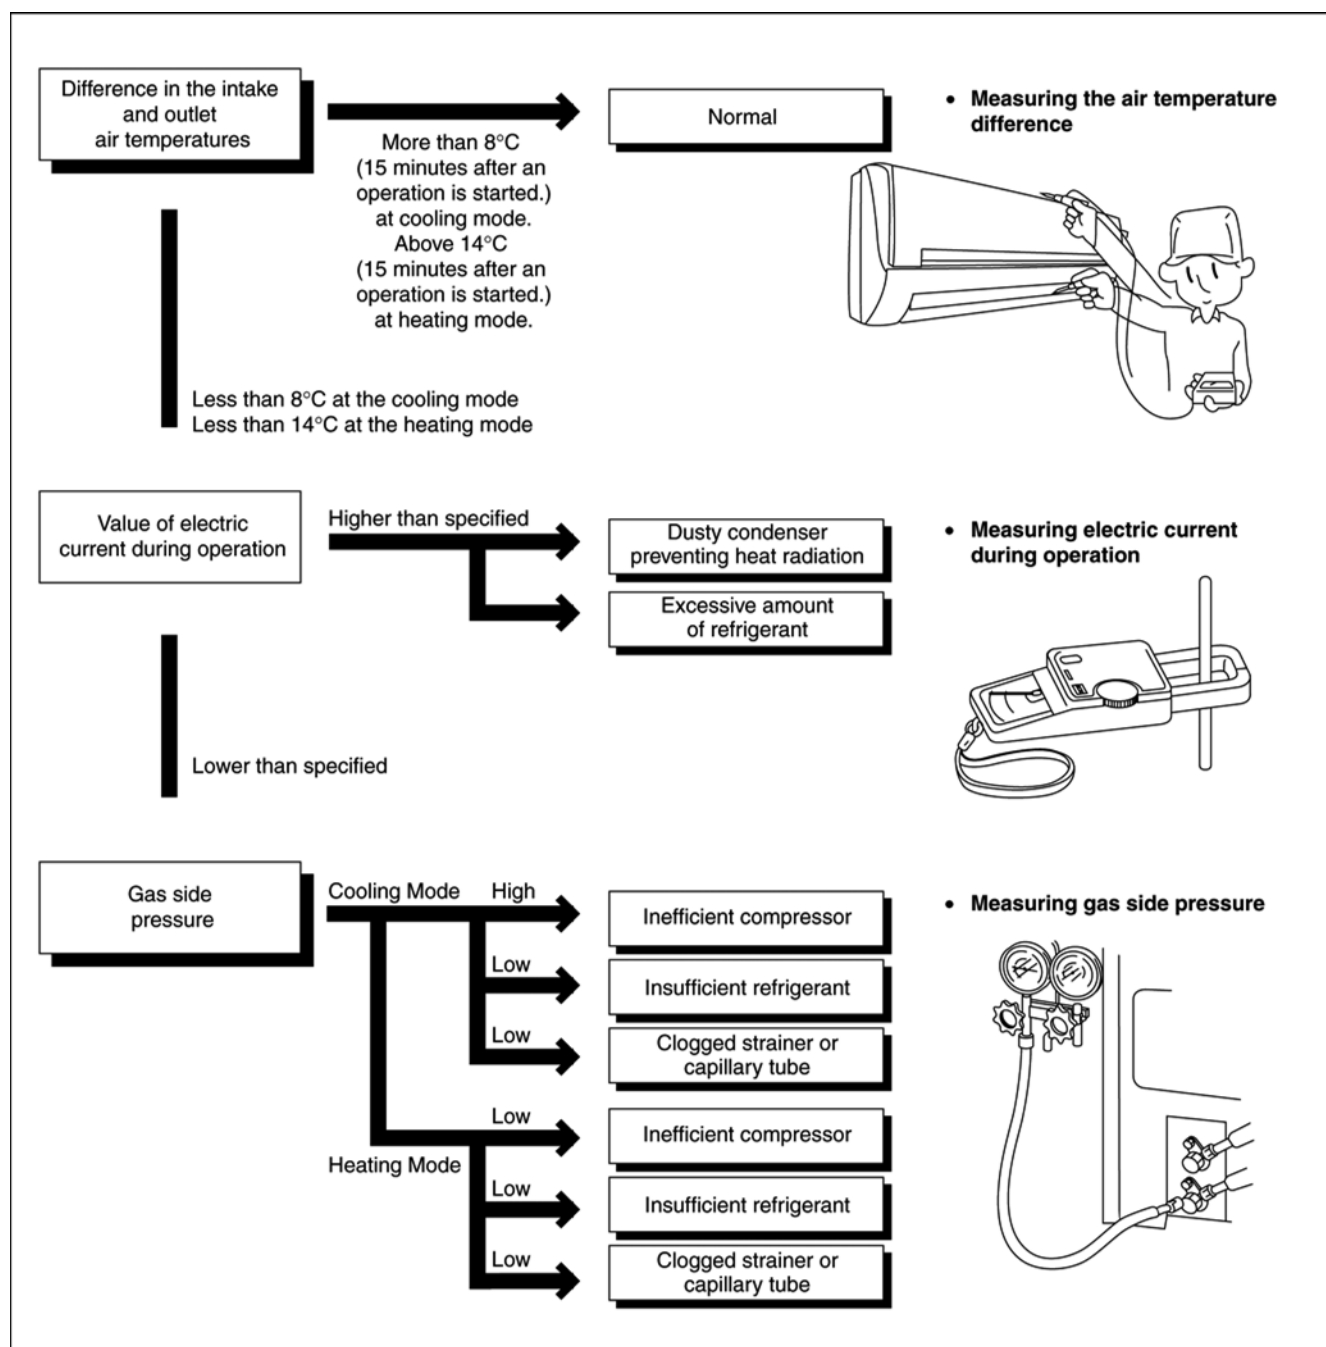 Difference in the intake
and outlet
air temperatures
More than 8°C
(15 minutes after an
operation is started.)
at cooling mode.
Above 14°C
(15 minutes after an
operation is started.)
at heating mode.
Normal
• Measuring the air temperature
difference
Less than 8°C at the cooling mode
Less than 14°C at the heating mode
Value of electric
current during operation
Higher than specified
Dusty condenser
preventing heat radiation
Excessive amount
of refrigerant
• Measuring electric current
during operation
Lower than specified
Gas side
pressure
Cooling Mode
High
Inefficient compressor
Low
Insufficient refrigerant
Low
Clogged strainer or
capillary tube
Heating Mode
Low
Inefficient compressor
Low
Insufficient refrigerant
Low
Clogged strainer or
capillary tube
• Measuring gas side pressure